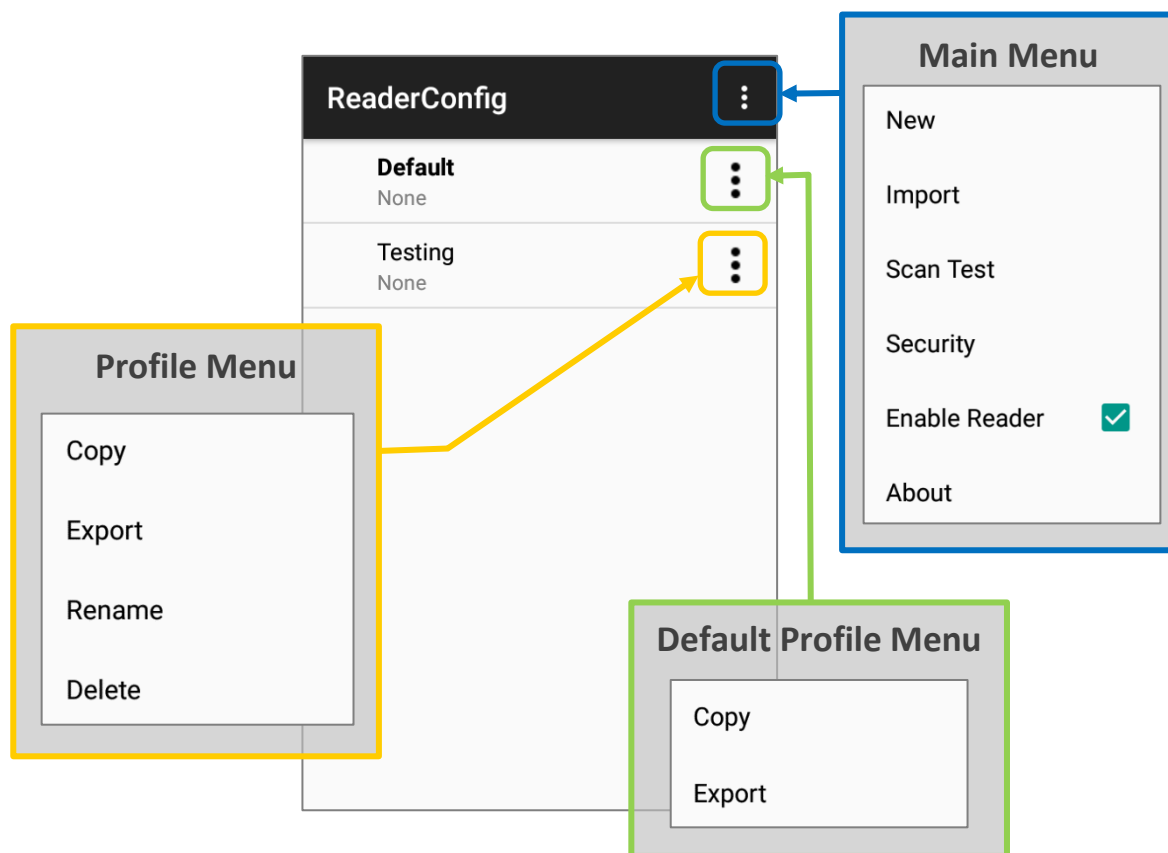 Main Menu
New
Import
Scan Test
Security
Enable Reader
About
ReaderConfig
Default
None
Testing
None
Profile Menu
Copy
Export
Rename
Delete
Default Profile Menu
Copy
Export